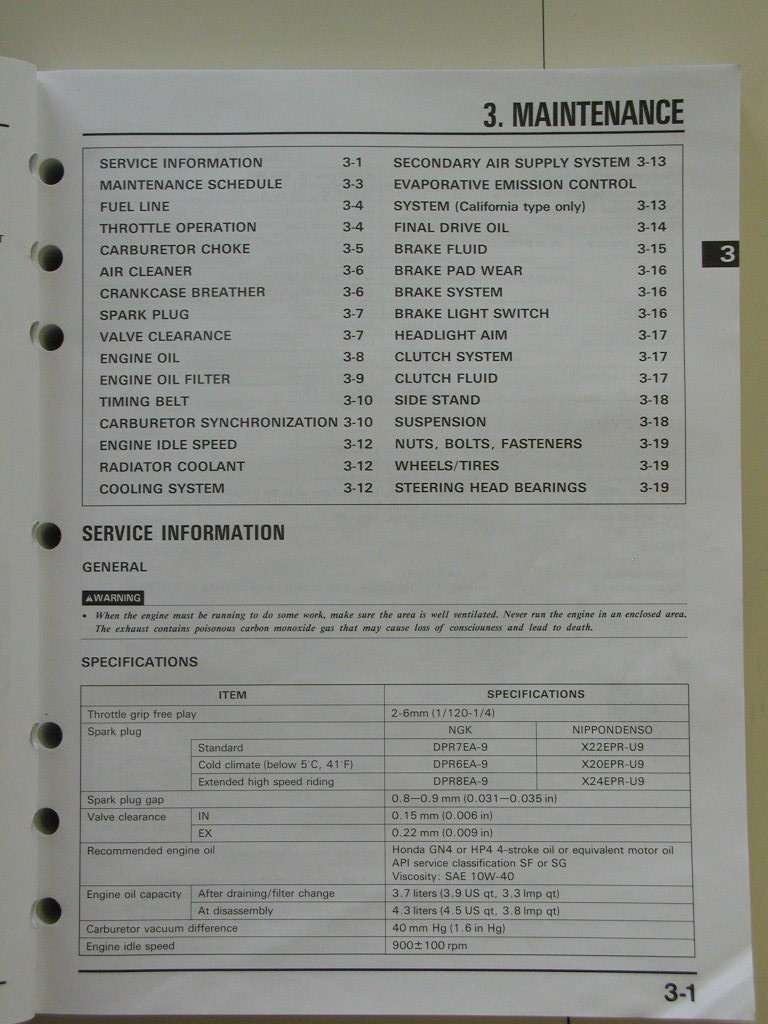 3. MAINTENANCE
SERVICE INFORMATION 3-1
MAINTENANCE SCHEDULE 3-3
FUEL LINE 3-4
THROTTLE OPERATION 3-4
CARBURETOR CHOKE 3-5
AIR CLEANER 3-6
CRANKCASE BREATHER 3-6
SPARK PLUG 3-7
VALVE CLEARANCE 3-7
ENGINE OIL 3-8
ENGINE OIL FILTER 3-9
TIMING BELT 3-10
CARBURETOR SYNCHRONIZATION 3-10
ENGINE IDLE SPEED 3-12
RADIATOR COOLANT 3-12
COOLING SYSTEM 3-12
SECONDARY AIR SUPPLY SYSTEM 3-13
EVAPORATIVE EMISSION CONTROL
SYSTEM (California type only) 3-13
FINAL DRIVE OIL 3-14
BRAKE FLUID 3-15
BRAKE PAD WEAR 3-16
BRAKE SYSTEM 3-16
BRAKE LIGHT SWITCH 3-16
HEADLIGHT AIM 3-17
CLUTCH SYSTEM 3-17
CLUTCH FLUID 3-17
SIDE STAND 3-18
SUSPENSION 3-18
NUTS, BOLTS, FASTENERS 3-19
WHEELS/TIRES 3-19
STEERING HEAD BEARINGS 3-19
3
SERVICE INFORMATION
GENERAL
⚠WARNING
• When the engine must be running to do some work, make sure the area is well ventilated. Never run the engine in an enclosed area.
The exhaust contains poisonous carbon monoxide gas that may cause loss of consciouness and lead to death.
SPECIFICATIONS
ITEM SPECIFICATIONS
Throttle grip free play 2-6mm (1/120-1/4)
Spark plug NGK NIPPONDENSO
Standard DPR7EA-9 X22EPR-U9
Cold climate (below 5°C, 41°F) DPR6EA-9 X20EPR-U9
Extended high speed riding DPR8EA-9 X24EPR-U9
Spark plug gap 0.8—0.9 mm (0.031—0.035 in)
Valve clearance IN 0.15 mm (0.006 in)
EX 0.22 mm (0.009 in)
Recommended engine oil Honda GN4 or HP4 4-stroke oil or equivalent motor oil
API service classification SF or SG
Viscosity: SAE 10W-40
Engine oil capacity After draining/filter change 3.7 liters (3.9 US qt, 3.3 Imp qt)
At disassembly 4.3 liters (4.5 US qt, 3.8 Imp qt)
Carburetor vacuum difference 40 mm Hg (1.6 in Hg)
Engine idle speed 900±100 rpm
3-1